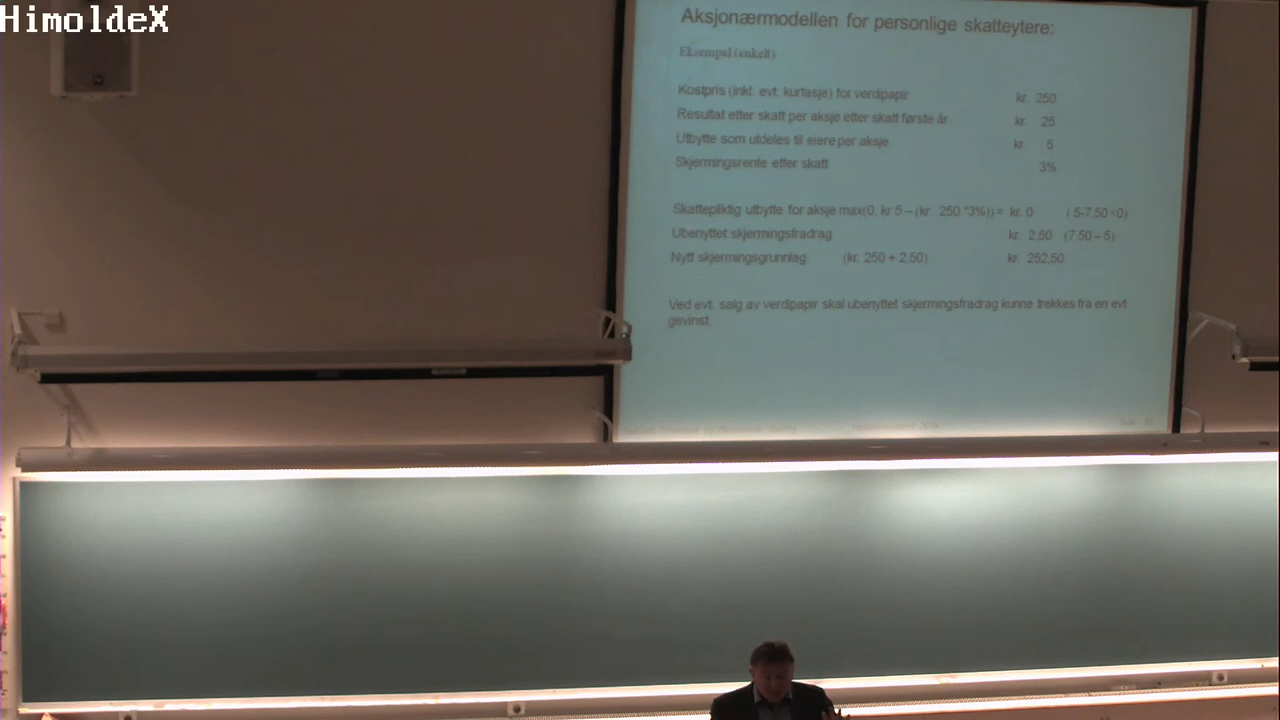 HimoldeX
Aksjonærmodellen for personlige skatteytere:
Eksempel (enkelt)
Kostpris (inkl. evt. kurtasje) for verdipapir kr. 250
Resultat etter skatt per aksje etter skatt første år kr. 25
Utbytte som utdeles til eiere per aksje kr. 5
Skjermingsrente etter skatt 3%
Skattepliktig utbytte for aksje max(0, kr 5 – (kr. 250 *3%)) = kr. 0 ( 5-7,50 <0)
Ubenyttet skjermingsfradrag kr. 2,50 (7,50 – 5)
Nytt skjermingsgrunnlag (kr. 250 + 2,50) kr. 252,50
Ved evt. salg av verdipapir skal ubenyttet skjermingsfradrag kunne trekkes fra en evt.
gevinst.